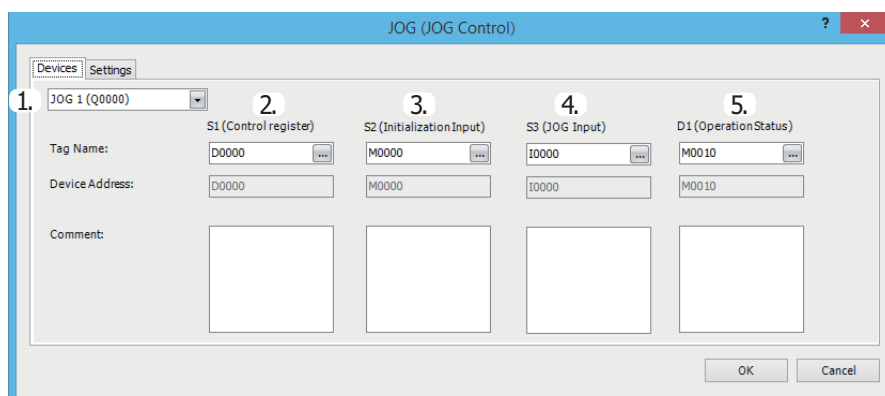 JOG (JOG Control)
? ×
Devices Settings
1. JOG 1 (Q0000)
2. 3. 4. 5.
S1 (Control register) S2 (Initialization Input) S3 (JOG Input) D1 (Operation Status)
Tag Name: D0000 ... M0000 ... I0000 ... M0010 ...
Device Address: D0000 M0000 I0000 M0010
Comment:
OK Cancel